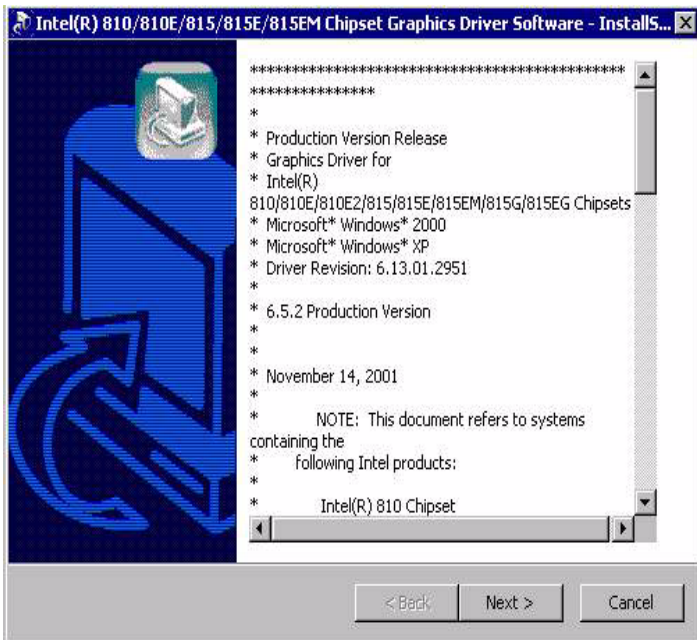 Intel(R) 810/810E/815/815E/815EM Chipset Graphics Driver Software - InstallS...
*********************************************
***************
*
* Production Version Release
* Graphics Driver for
* Intel(R)
810/810E/810E2/815/815E/815EM/815G/815EG Chipsets
* Microsoft* Windows* 2000
* Microsoft* Windows* XP
* Driver Revision: 6.13.01.2951
*
* 6.5.2 Production Version
*
*
* November 14, 2001
*
* NOTE: This document refers to systems
containing the
* following Intel products:
*
* Intel(R) 810 Chipset
< Back
Next >
Cancel